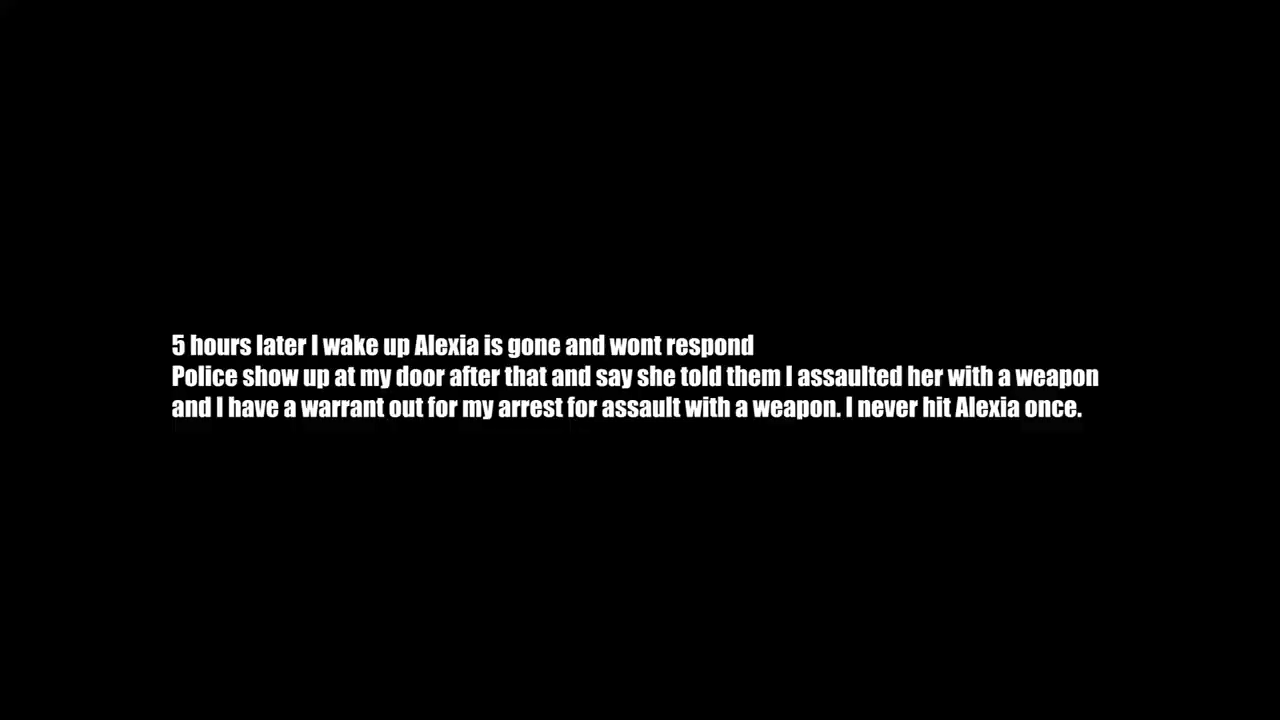 5 hours later I wake up Alexia is gone and wont respond
Police show up at my door after that and say she told them I assaulted her with a weapon
and I have a warrant out for my arrest for assault with a weapon. I never hit Alexia once.